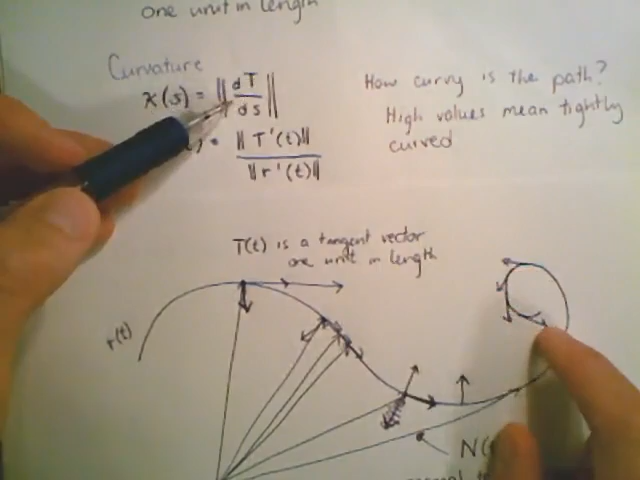 one unit in length
Curvature
κ(s) = || dT/ds ||
= ||T'(t)|| / ||r'(t)||
How curvy is the path?
High values mean tightly
curved
T(t) is a tangent vector
one unit in length
r(t)
N(